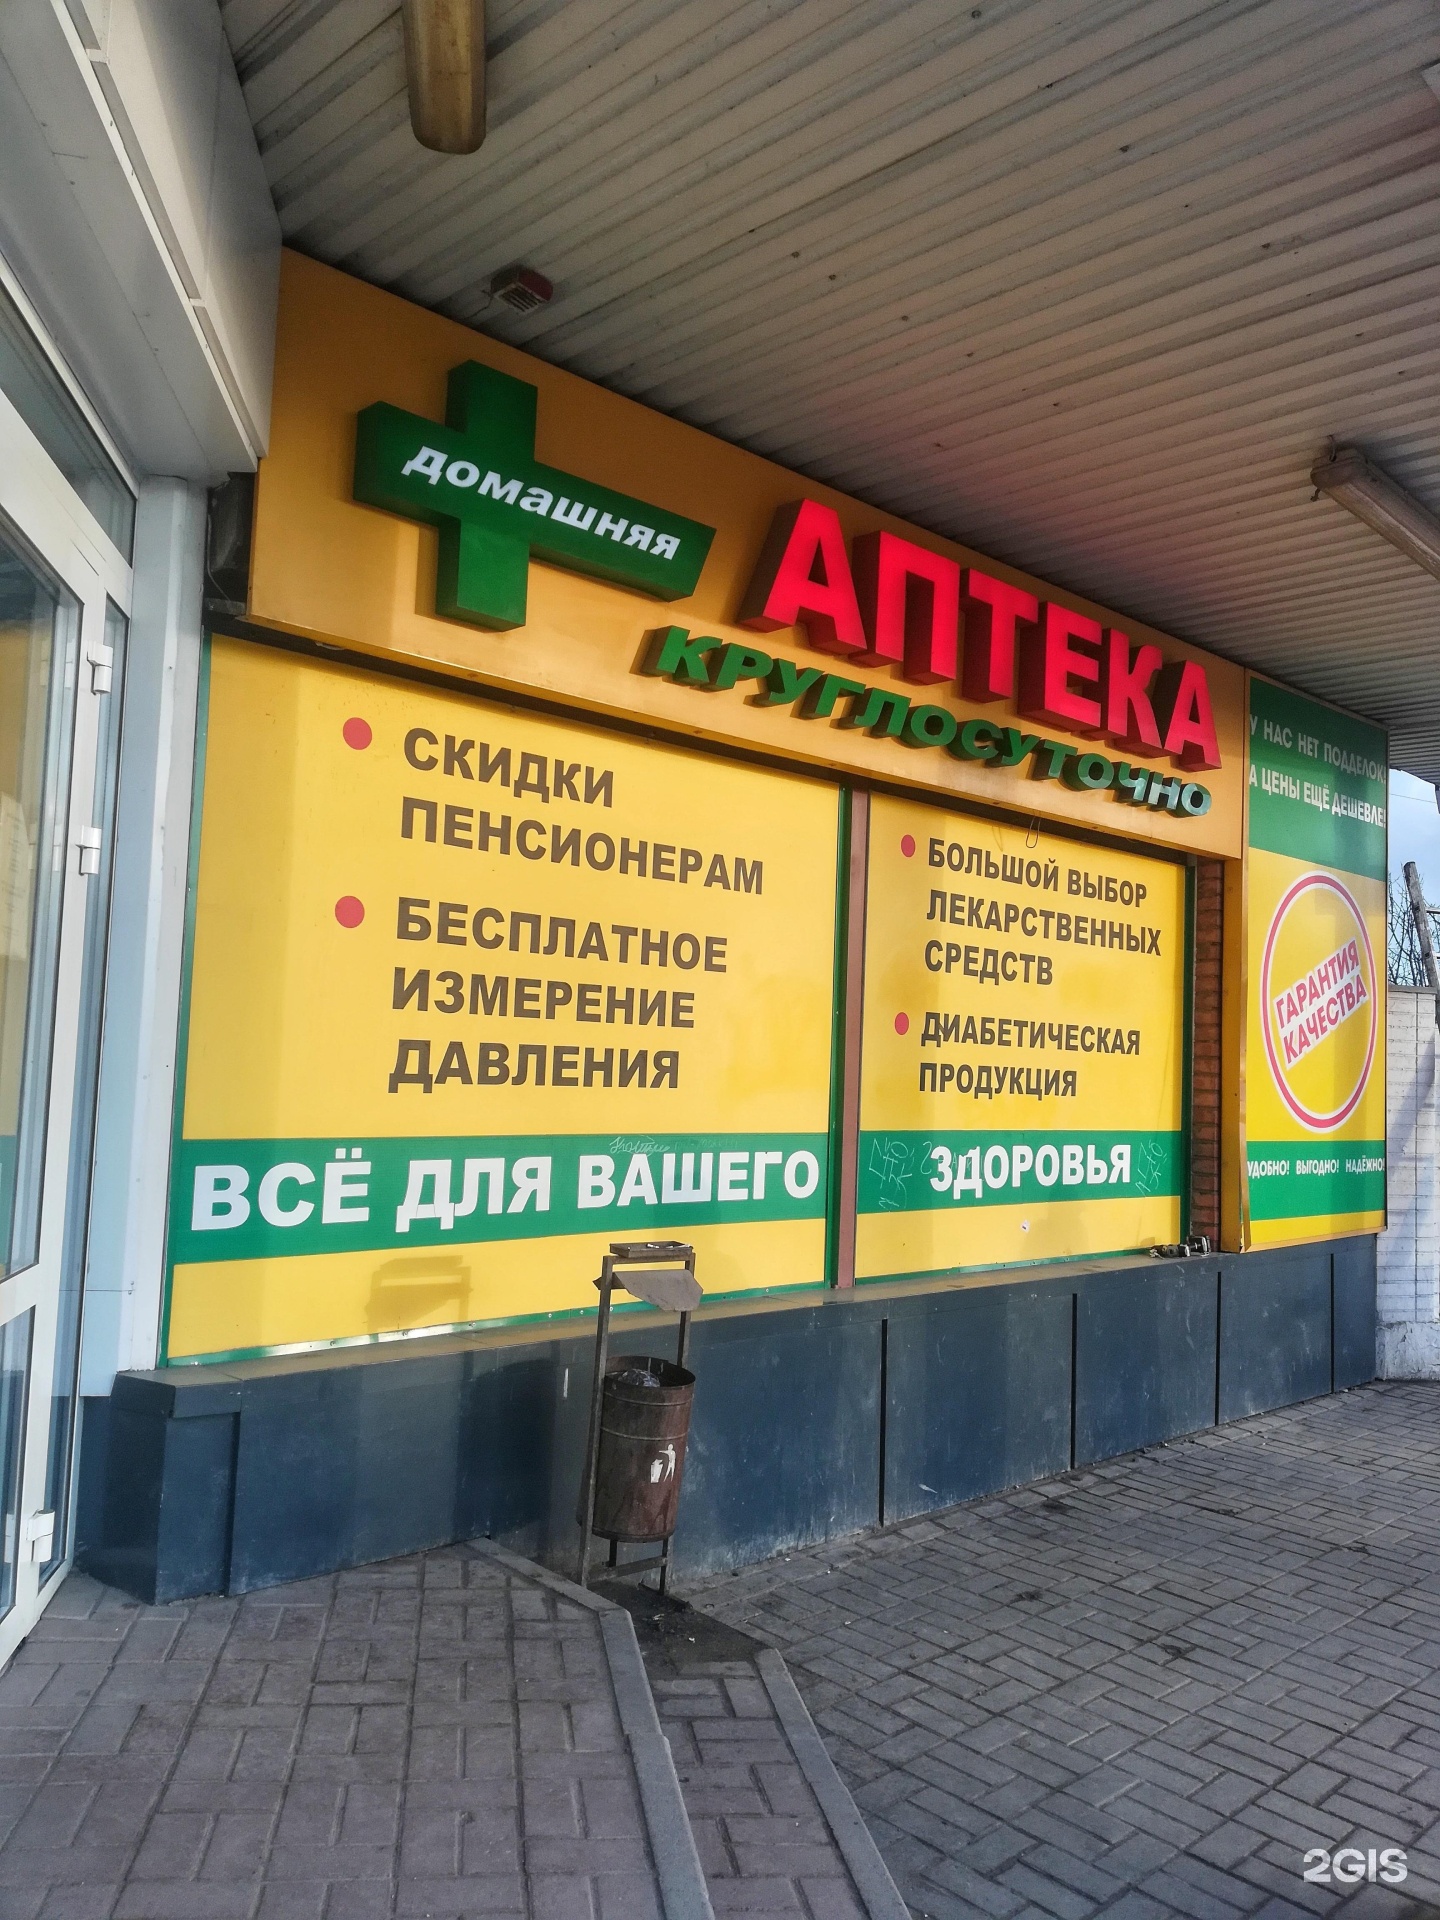 домашняя
АПТЕКА
КРУГЛОСУТОЧНО
СКИДКИ
ПЕНСИОНЕРАМ
БЕСПЛАТНОЕ
ИЗМЕРЕНИЕ
ДАВЛЕНИЯ
БОЛЬШОЙ ВЫБОР
ЛЕКАРСТВЕННЫХ
СРЕДСТВ
ДИАБЕТИЧЕСКАЯ
ПРОДУКЦИЯ
ВСЁ ДЛЯ ВАШЕГО
ЗДОРОВЬЯ
У НАС НЕТ ПОДДЕЛОК!
А ЦЕНЫ ЕЩЁ ДЕШЕВЛЕ!
ГАРАНТИЯ
КАЧЕСТВА
УДОБНО! ВЫГОДНО! НАДЁЖНО!
2GIS